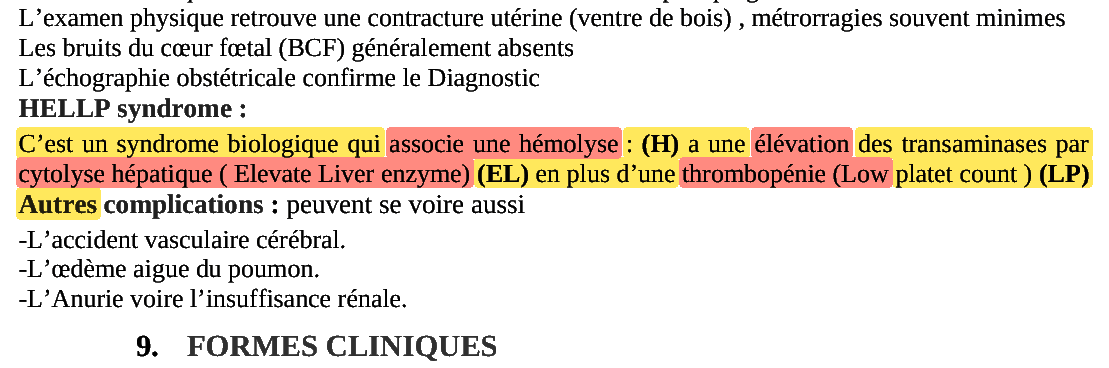 L’examen physique retrouve une contracture utérine (ventre de bois) , métrorragies souvent minimes
Les bruits du cœur fœtal (BCF) généralement absents
L’échographie obstétricale confirme le Diagnostic
HELLP syndrome :
C’est un syndrome biologique qui associe une hémolyse : (H) a une élévation des transaminases par
cytolyse hépatique ( Elevate Liver enzyme) (EL) en plus d’une thrombopénie (Low platet count ) (LP)
Autres complications : peuvent se voire aussi
-L’accident vasculaire cérébral.
-L’œdème aigue du poumon.
-L’Anurie voire l’insuffisance rénale.
9. FORMES CLINIQUES